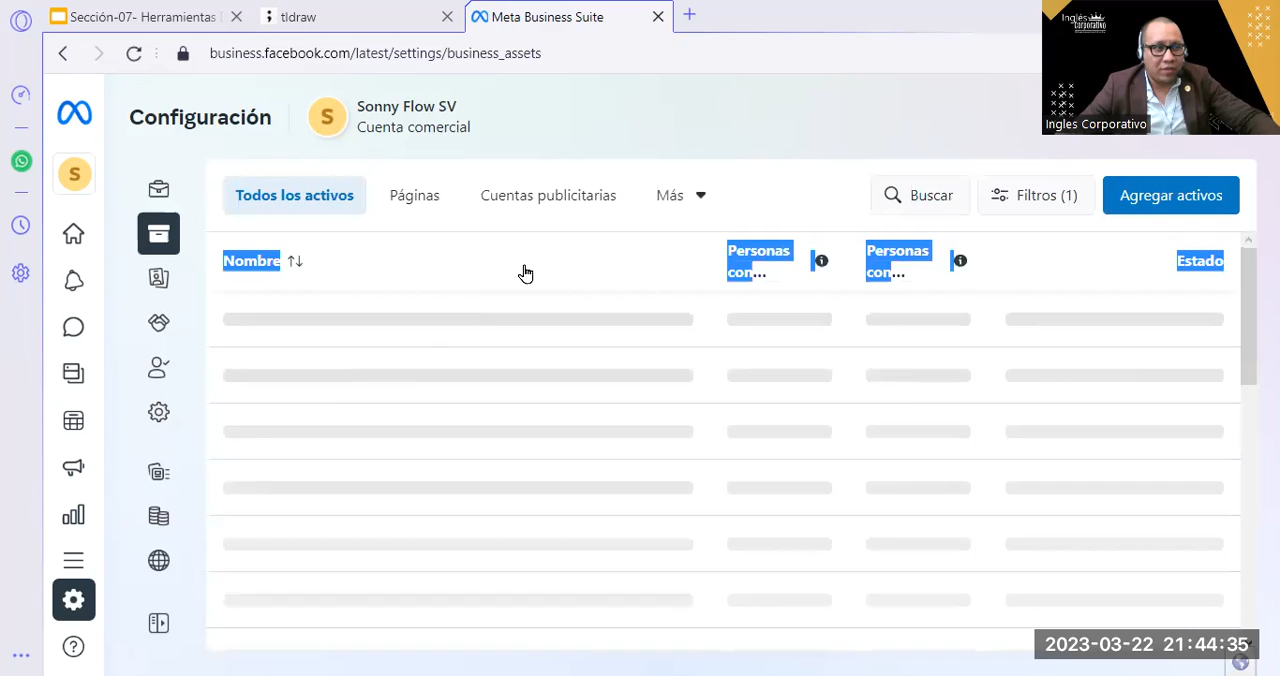 Sección-07- Herramientas
tldraw
Meta Business Suite
business.facebook.com/latest/settings/business_assets
Inglés
Corporativo
Ingles Corporativo
Configuración
S
Sonny Flow SV
Cuenta comercial
S
Todos los activos
Páginas
Cuentas publicitarias
Más
Buscar
Filtros (1)
Agregar activos
Nombre
Personas
con...
Personas
con...
Estado
2023-03-22 21:44:35